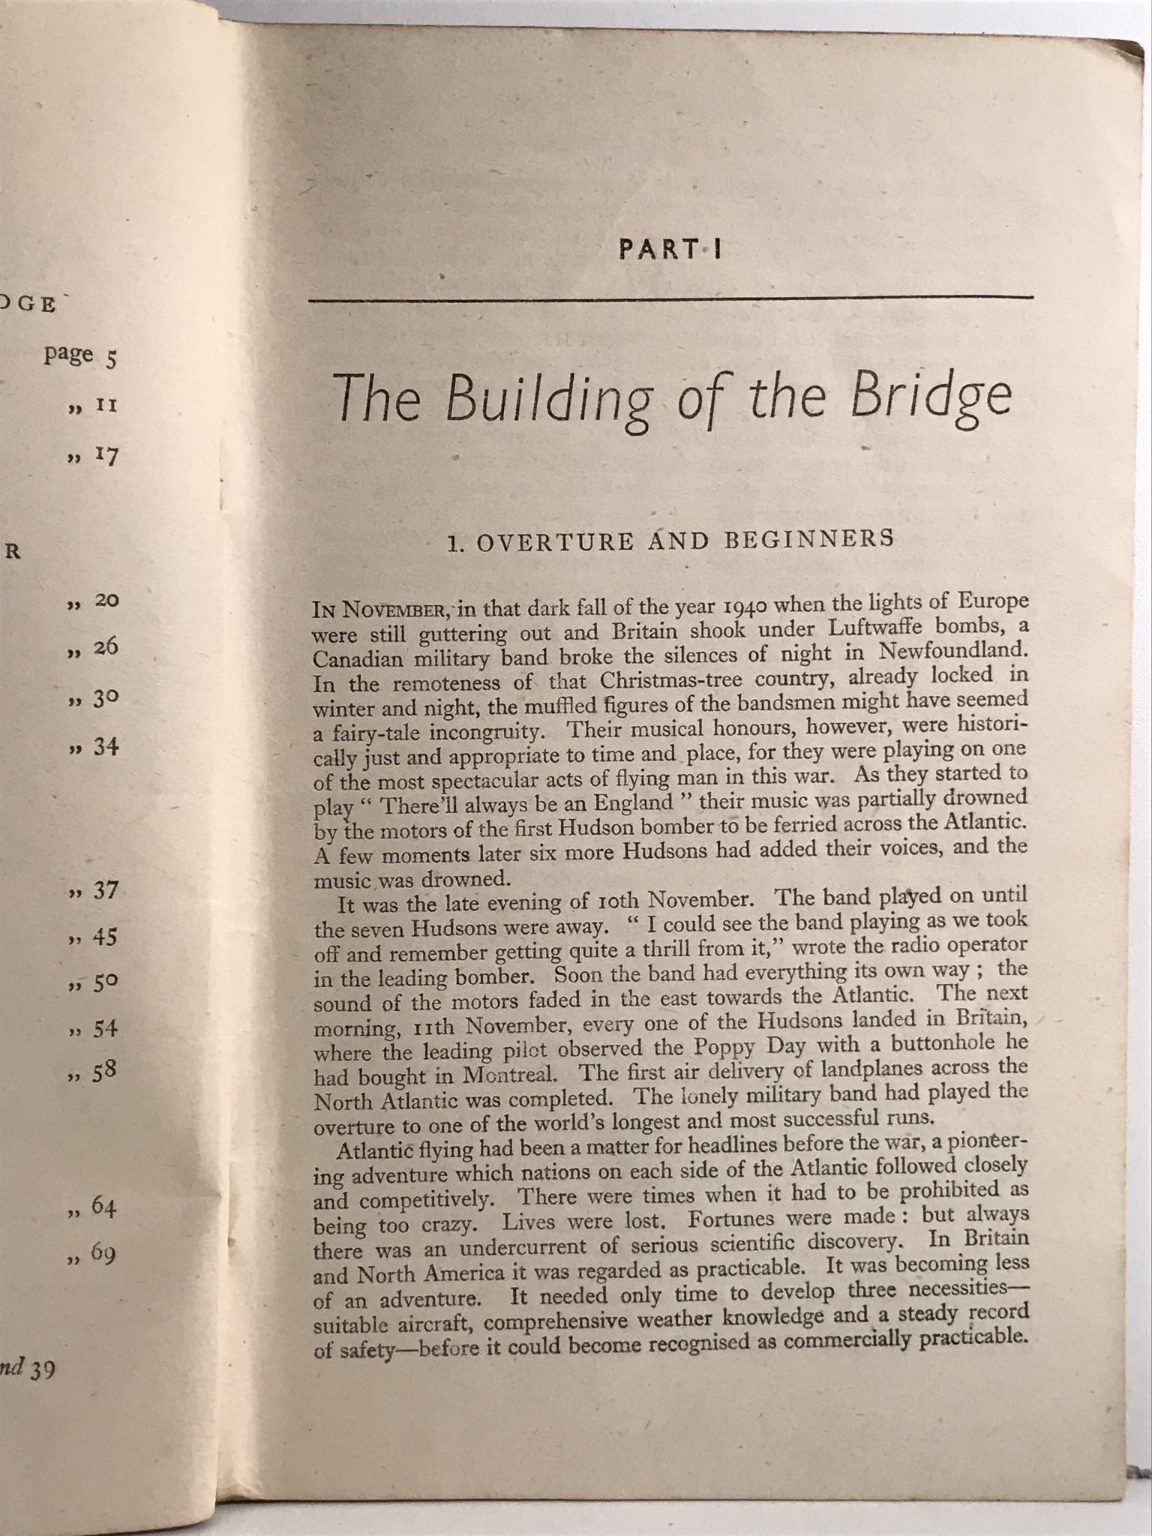 DGE
page 5
„ 11
„ 17
R
„ 20
„ 26
„ 30
„ 34
„ 37
„ 45
„ 50
„ 54
„ 58
„ 64
„ 69
nd 39
PART I
The Building of the Bridge
1. OVERTURE AND BEGINNERS
IN NOVEMBER, in that dark fall of the year 1940 when the lights of Europe
were still guttering out and Britain shook under Luftwaffe bombs, a
Canadian military band broke the silences of night in Newfoundland.
In the remoteness of that Christmas-tree country, already locked in
winter and night, the muffled figures of the bandsmen might have seemed
a fairy-tale incongruity. Their musical honours, however, were histori-
cally just and appropriate to time and place, for they were playing on one
of the most spectacular acts of flying man in this war. As they started to
play “ There’ll always be an England ” their music was partially drowned
by the motors of the first Hudson bomber to be ferried across the Atlantic.
A few moments later six more Hudsons had added their voices, and the
music was drowned.
It was the late evening of 10th November. The band played on until
the seven Hudsons were away. “ I could see the band playing as we took
off and remember getting quite a thrill from it,” wrote the radio operator
in the leading bomber. Soon the band had everything its own way ; the
sound of the motors faded in the east towards the Atlantic. The next
morning, 11th November, every one of the Hudsons landed in Britain,
where the leading pilot observed the Poppy Day with a buttonhole he
had bought in Montreal. The first air delivery of landplanes across the
North Atlantic was completed. The lonely military band had played the
overture to one of the world’s longest and most successful runs.
Atlantic flying had been a matter for headlines before the war, a pioneer-
ing adventure which nations on each side of the Atlantic followed closely
and competitively. There were times when it had to be prohibited as
being too crazy. Lives were lost. Fortunes were made : but always
there was an undercurrent of serious scientific discovery. In Britain
and North America it was regarded as practicable. It was becoming less
of an adventure. It needed only time to develop three necessities—
suitable aircraft, comprehensive weather knowledge and a steady record
of safety—before it could become recognised as commercially practicable.